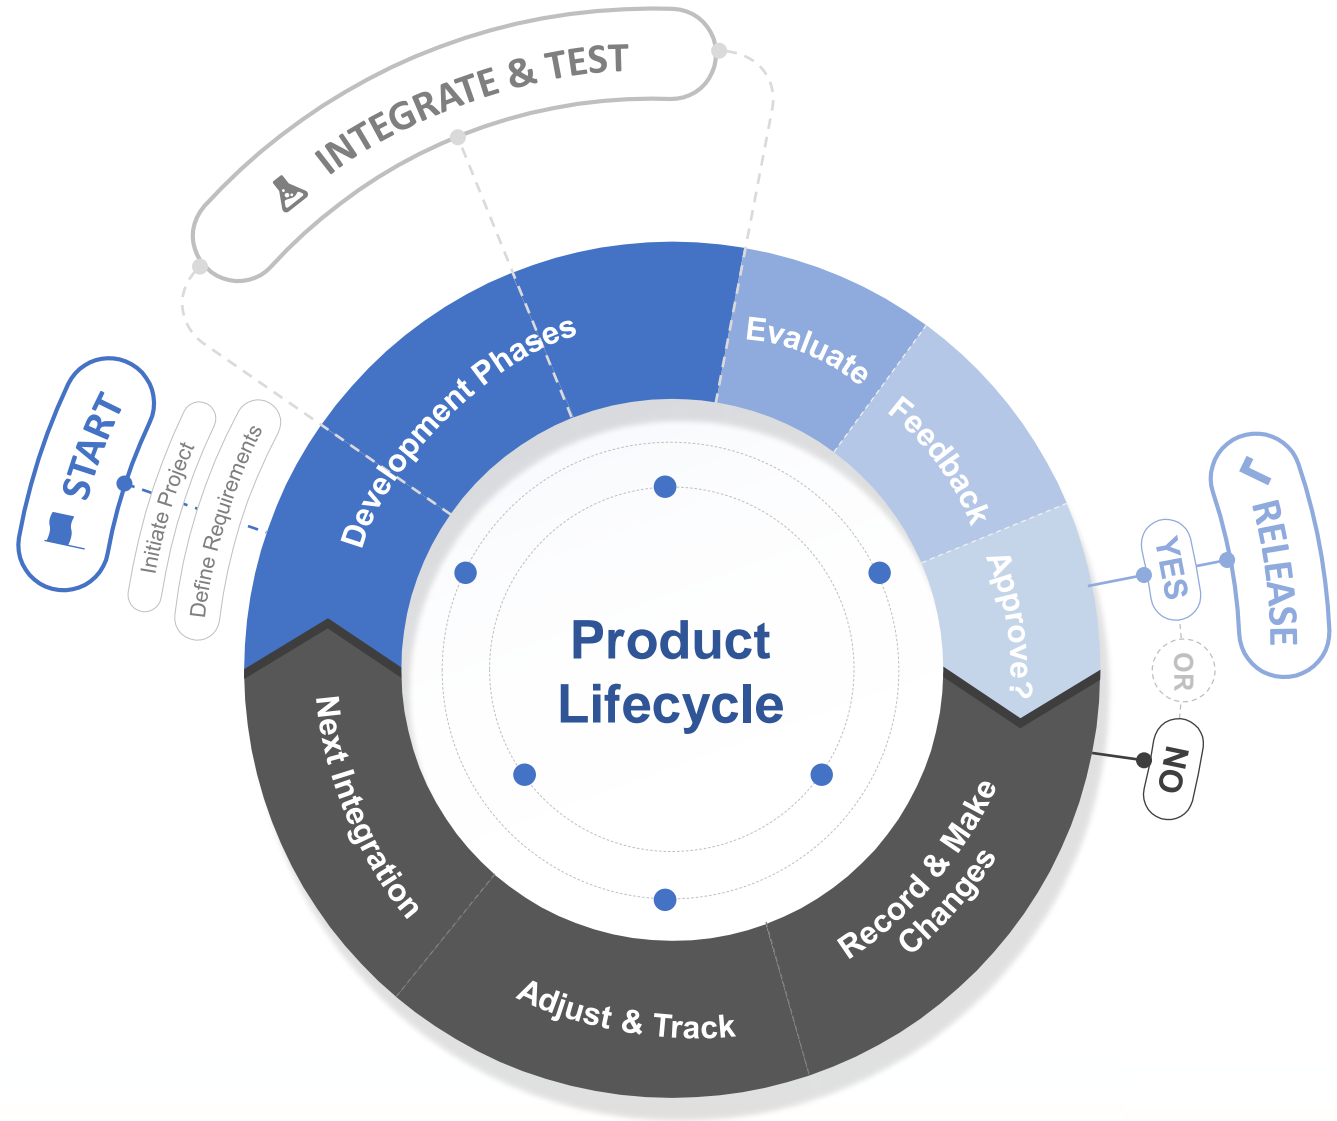 INTEGRATE & TEST
START
Initiate Project
Define Requirements
Development Phases
Evaluate
Feedback
Approve?
YES
RELEASE
OR
NO
Record & Make
Changes
Adjust & Track
Next Integration
Product
Lifecycle